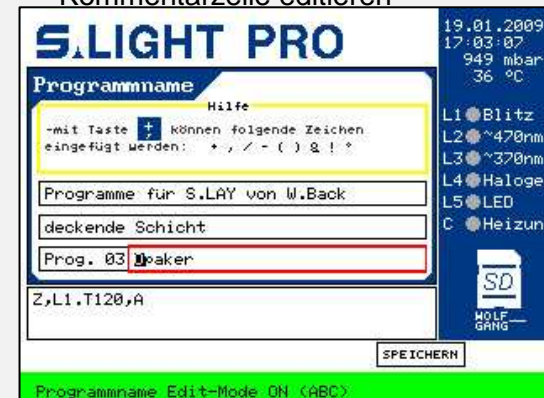 Kommentarzeile editieren
S.LIGHT PRO
Programmname
Hilfe
-mit Taste + können folgende Zeichen
eingefügt werden: + , / - ( ) & ! °
Programme für S.LAY von W.Back
deckende Schicht
Prog. 03 Opaker
Z,L1.T120,A
SPEICHERN
Programmname Edit-Mode ON (ABC)
19.01.2009
17:03:07
949 mbar
36 °C
L1 Blitz
L2 ~470nm
L3 ~370nm
L4 Haloge
L5 LED
C Heizun
SD
WOLF
GANG